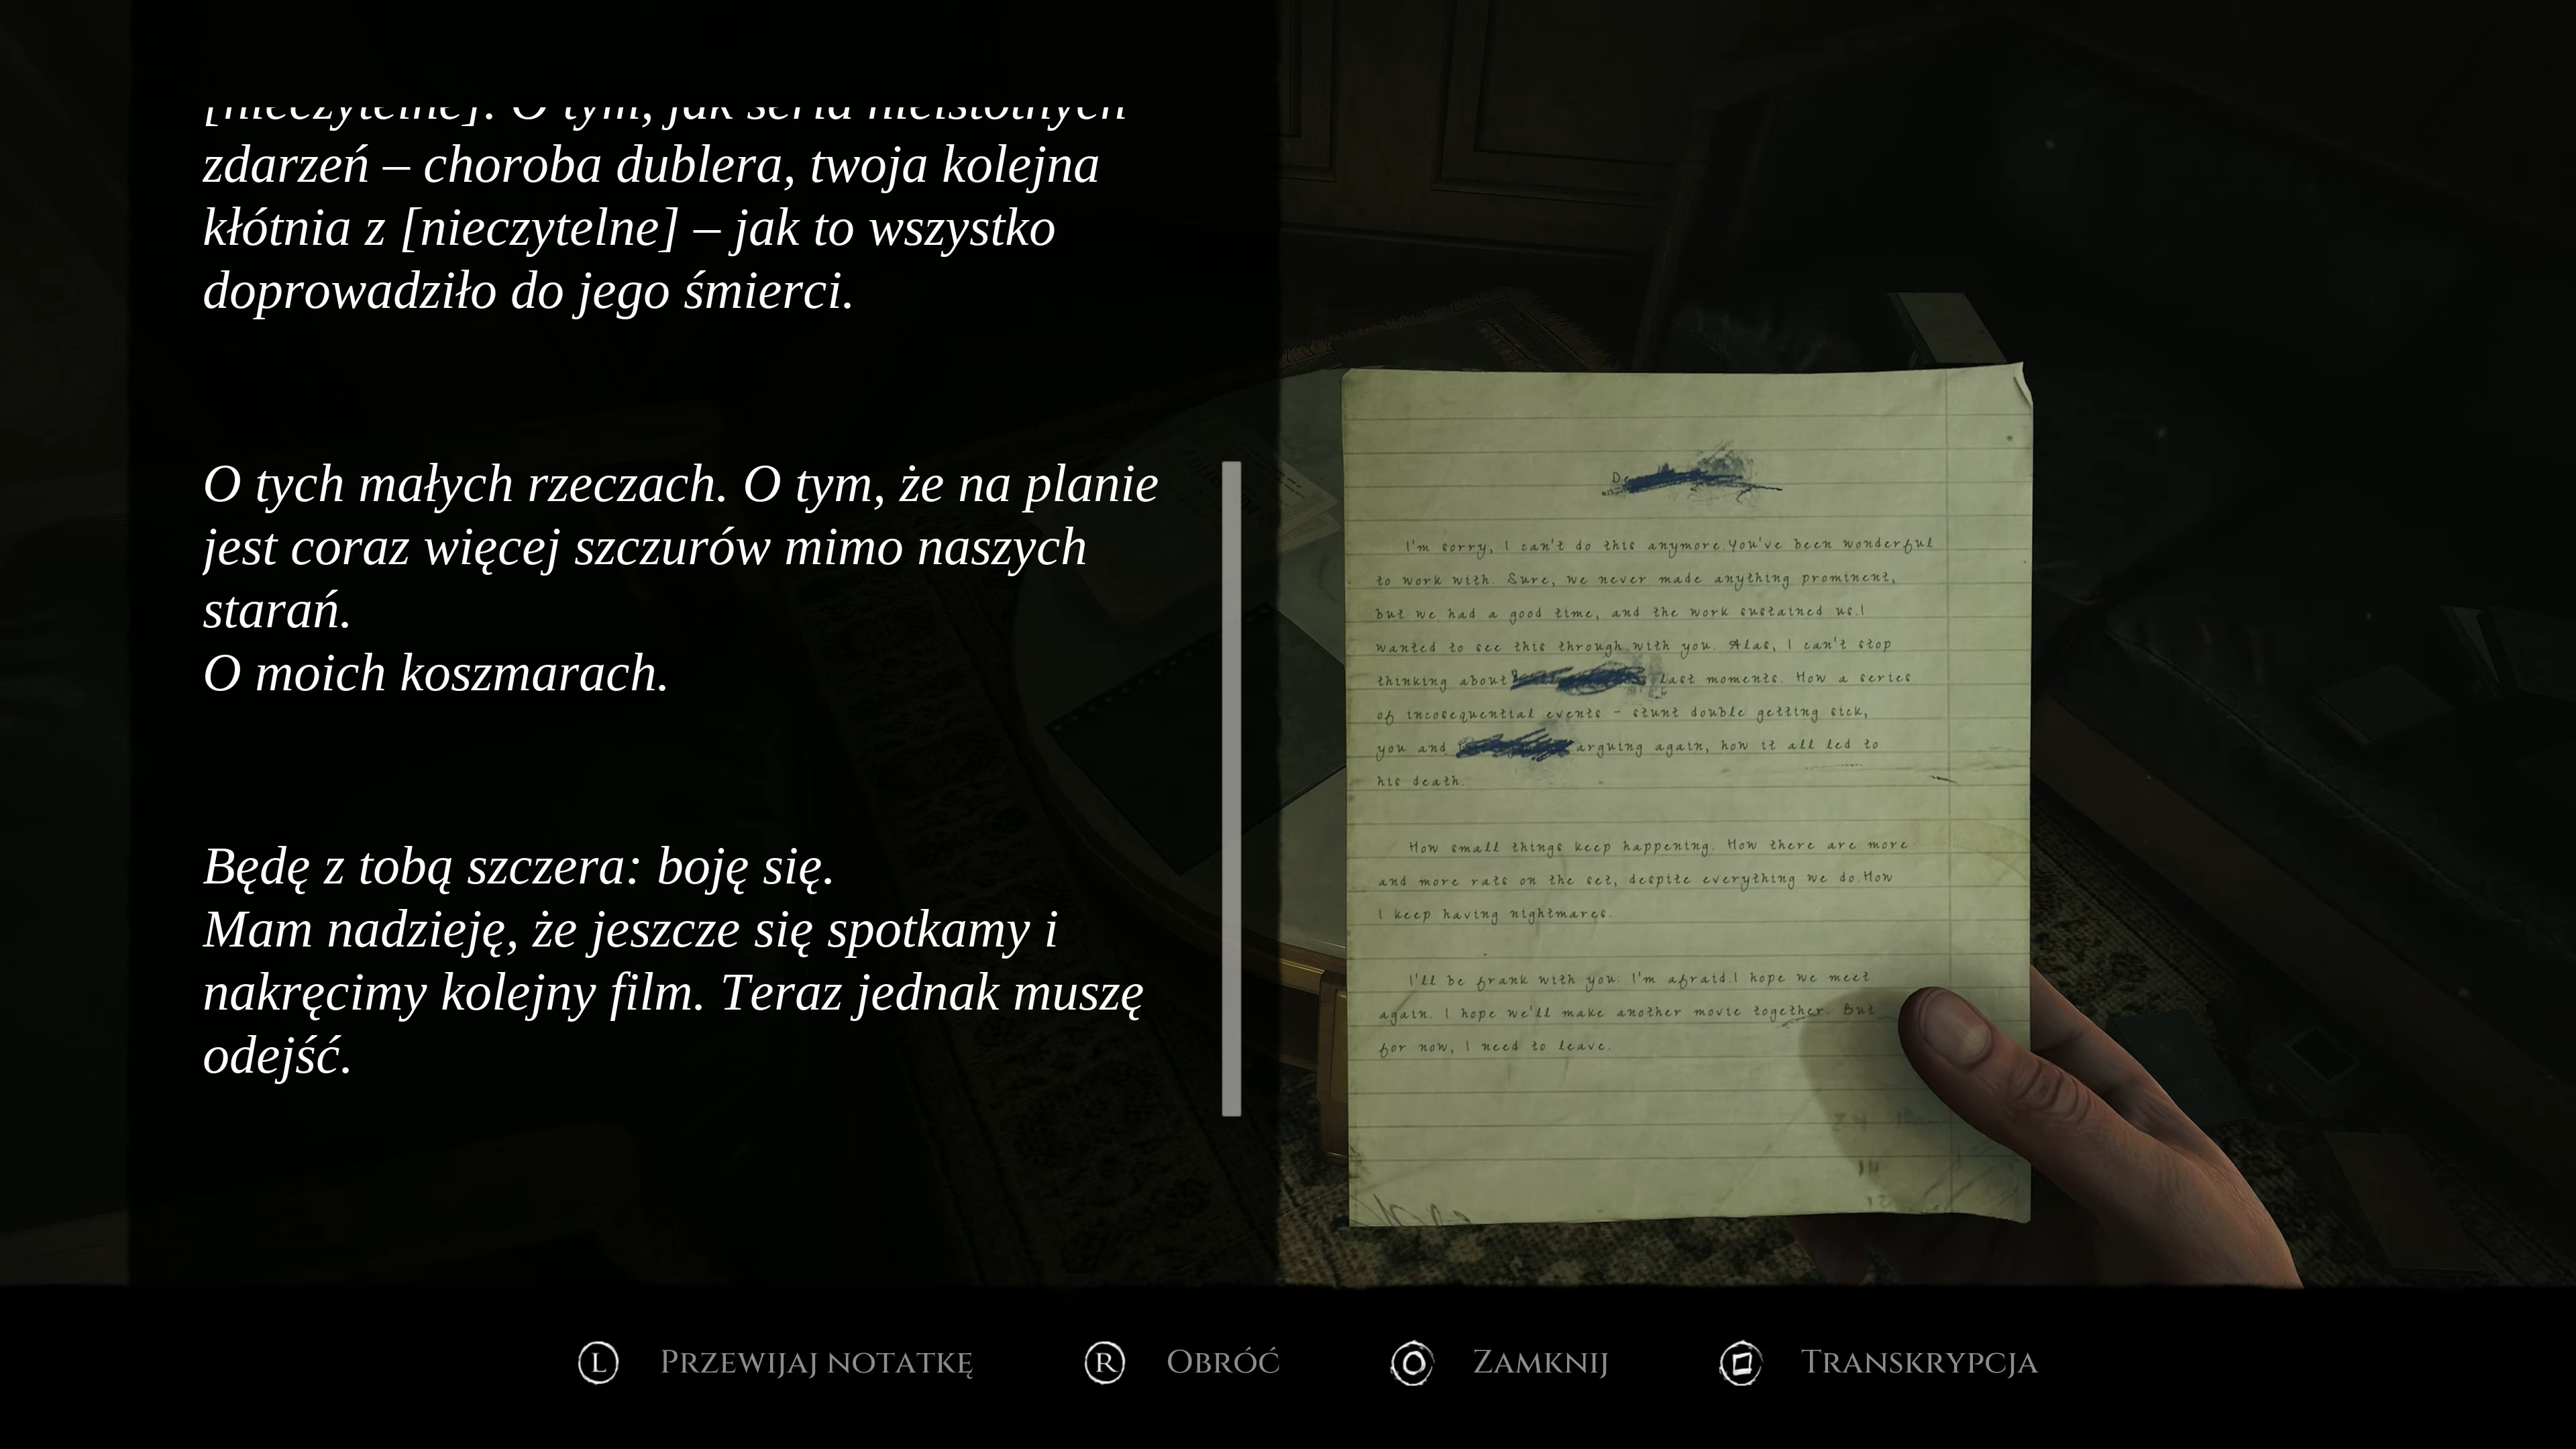 [nieczytelne]. O tym, jak seria nieistotnych
zdarzeń – choroba dublera, twoja kolejna
kłótnia z [nieczytelne] – jak to wszystko
doprowadziło do jego śmierci.
O tych małych rzeczach. O tym, że na planie
jest coraz więcej szczurów mimo naszych
starań.
O moich koszmarach.
Będę z tobą szczera: boję się.
Mam nadzieję, że jeszcze się spotkamy i
nakręcimy kolejny film. Teraz jednak muszę
odejść.
I'm sorry, I can't do this anymore.You've been wonderful
to work with. Sure, we never made anything prominent,
but we had a good time, and the work sustained us.I
wanted to see this through with you. Alas, I can't stop
thinking about last moments. How a series
of incosequential events - stunt double getting sick,
you and arguing again, how it all led to
his death.
How small things keep happening. How there are more
and more rats on the set, despite everything we do.How
I keep having nightmares.
I'll be frank with you. I'm afraid.I hope we meet
again. I hope we'll make another movie together. But
for now, I need to leave.
L PRZEWIJAJ NOTATKĘ R OBRÓĆ ZAMKNIJ TRANSKRYPCJA